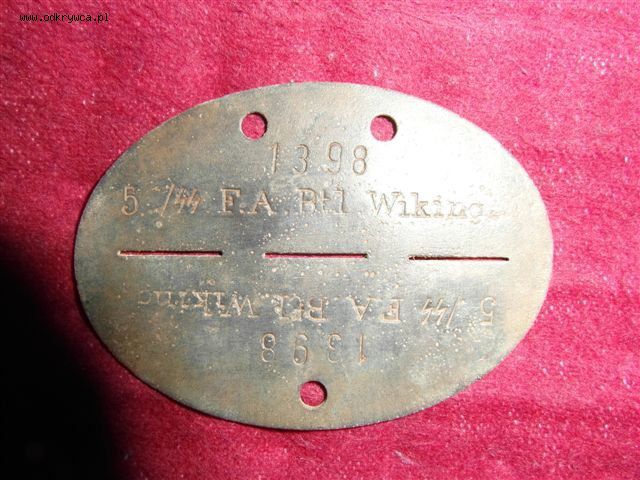 www.odkrywca.pl
1398
5 /ᛋᛋ F.A.Btl.Wiking.
5 /ᛋᛋ F.A.Btl.Wiking
1398